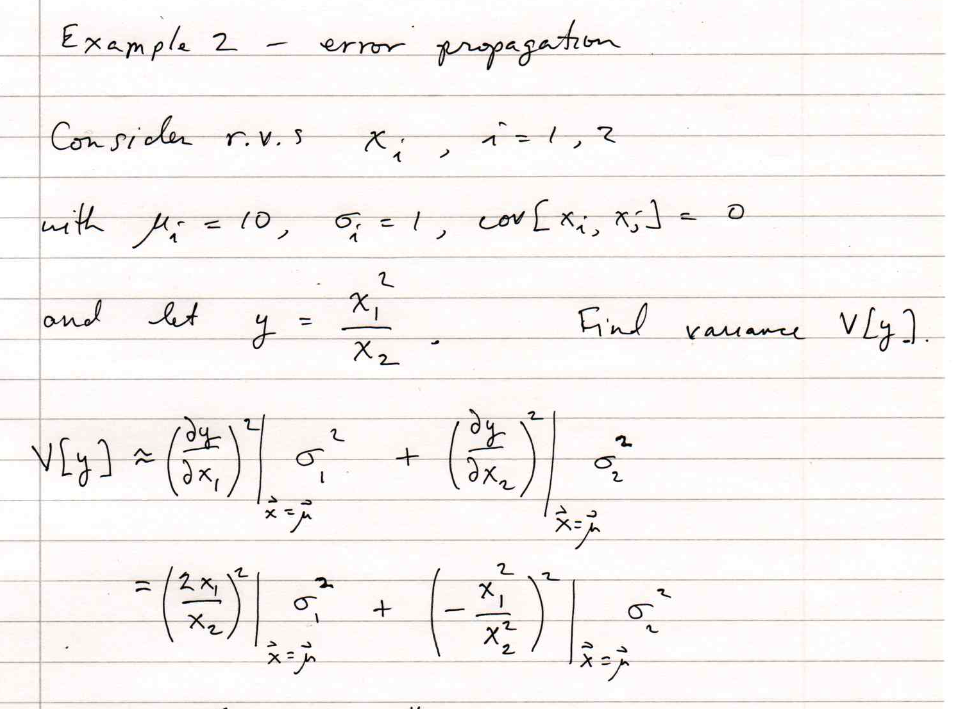 Example 2 - error propagation
Consider r.v.s x_i , i = 1 , 2
with μ_i = 10, σ_i = 1, cov[x_i, x_j] = 0
and let y = x_1^2 / x_2 . Find variance V[y].
V[y] ≈ (∂y/∂x_1)^2 |_{x⃗=μ⃗} σ_1^2 + (∂y/∂x_2)^2 |_{x⃗=μ⃗} σ_2^2
= (2x_1/x_2)^2 |_{x⃗=μ⃗} σ_1^2 + (- x_1^2/x_2^2)^2 |_{x⃗=μ⃗} σ_2^2